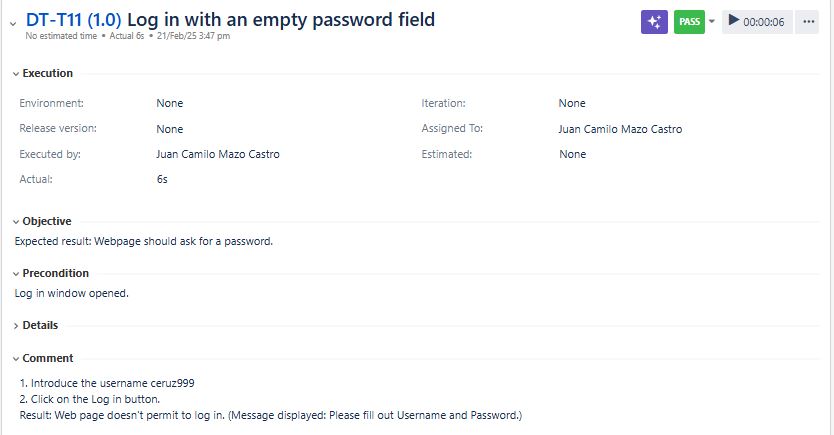 DT-T11 (1.0) Log in with an empty password field
No estimated time • Actual 6s • 21/Feb/25 3:47 pm
PASS
00:00:06
Execution
Environment: None
Iteration: None
Release version: None
Assigned To: Juan Camilo Mazo Castro
Executed by: Juan Camilo Mazo Castro
Estimated: None
Actual: 6s
Objective
Expected result: Webpage should ask for a password.
Precondition
Log in window opened.
Details
Comment
1. Introduce the username ceruz999
2. Click on the Log in button.
Result: Web page doesn't permit to log in. (Message displayed: Please fill out Username and Password.)